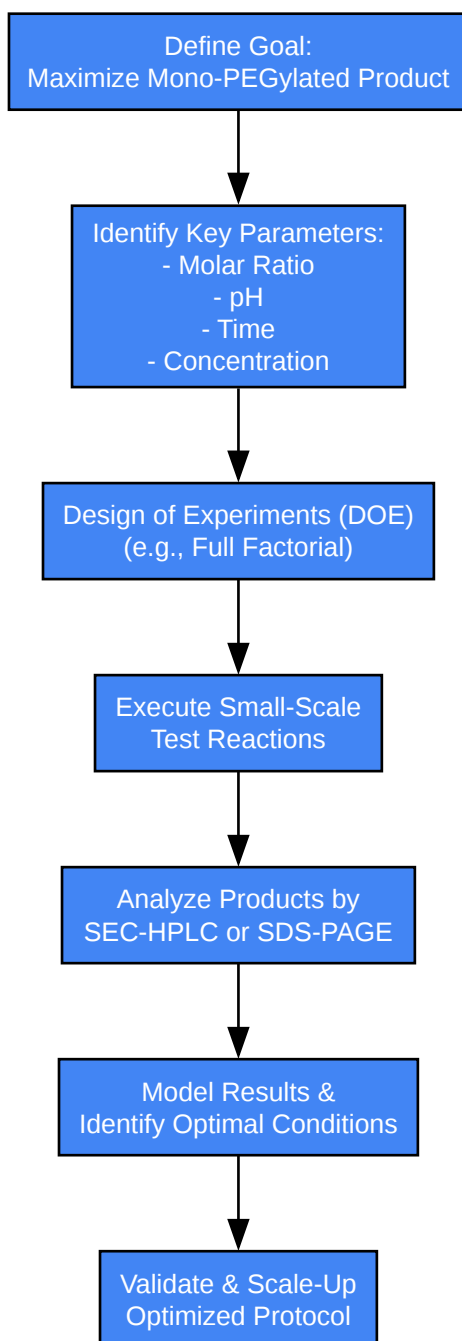 Define Goal:
Maximize Mono-PEGylated Product
Identify Key Parameters:
- Molar Ratio
- pH
- Time
- Concentration
Design of Experiments (DOE)
(e.g., Full Factorial)
Execute Small-Scale
Test Reactions
Analyze Products by
SEC-HPLC or SDS-PAGE
Model Results &
Identify Optimal Conditions
Validate & Scale-Up
Optimized Protocol